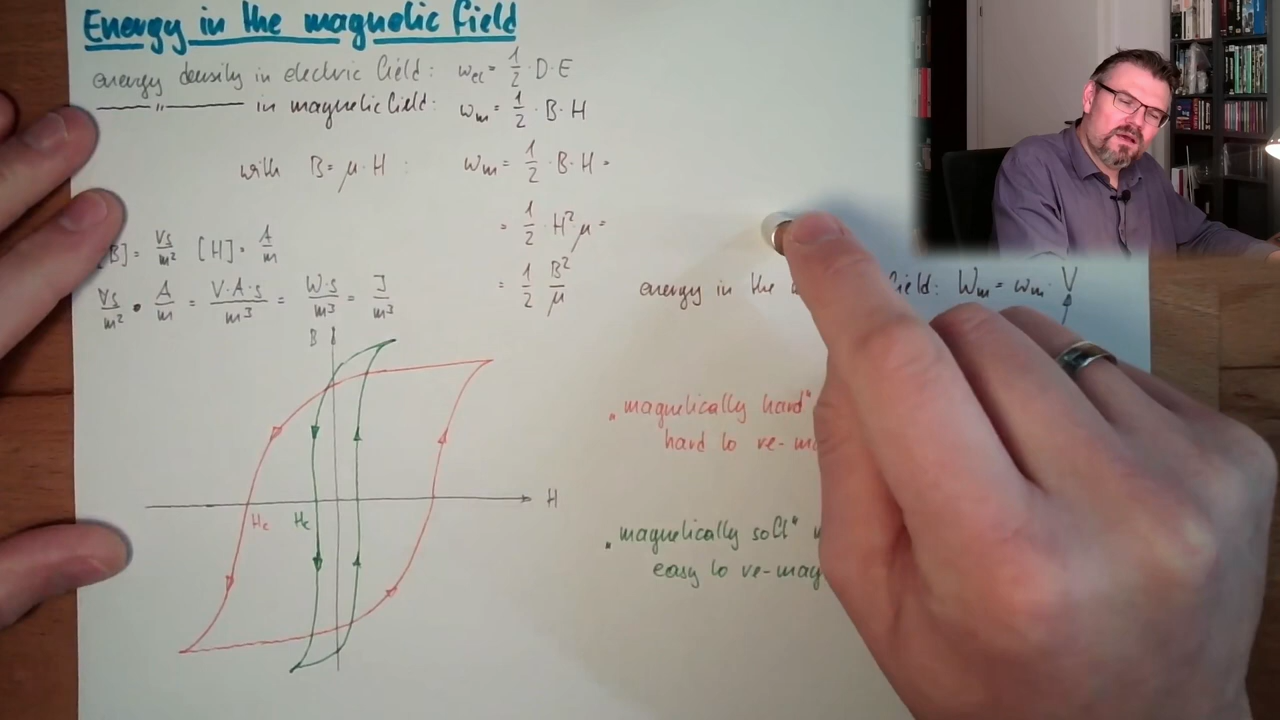 Energy in the magnetic field
energy density in electric field: wel = 1/2 · D · E
—— " —— in magnetic field: wm = 1/2 · B · H
with B = μ · H : wm = 1/2 · B · H =
= 1/2 · H² μ =
= 1/2 B²/μ
B] = Vs/m² [H] = A/m
Vs/m² • A/m = V·A·s/m³ = W·s/m³ = J/m³
energy in the field: Wm = wm · V
B
H
Hc
Hc
"magnetically hard"
hard to re-
"magnetically soft"
easy to re-mag